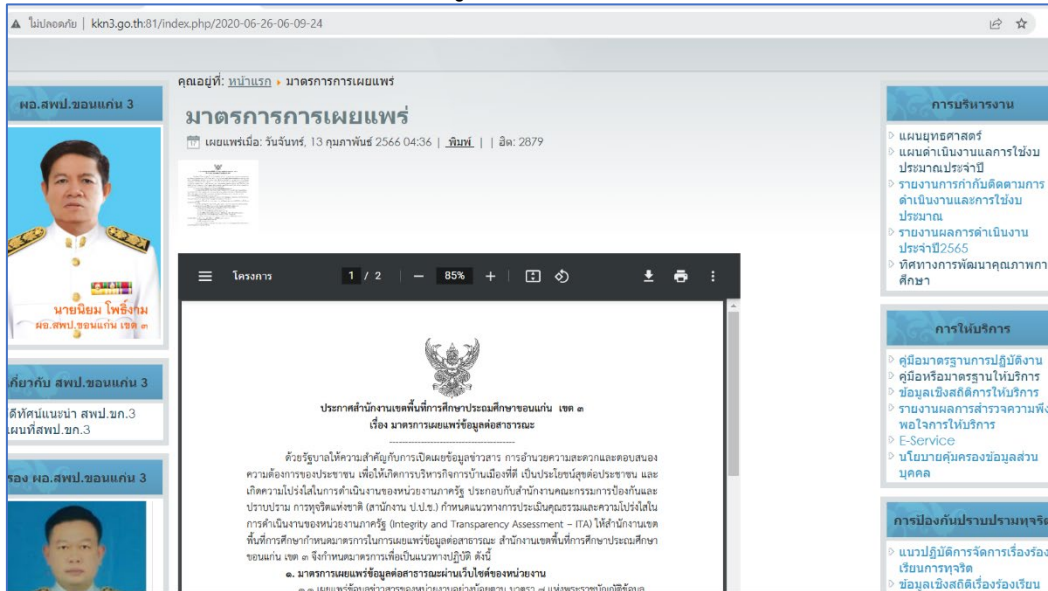 ไม่ปลอดภัย | kkn3.go.th:81/index.php/2020-06-26-06-09-24
คุณอยู่ที่: หน้าแรก มาตรการการเผยแพร่
ผอ.สพป.ขอนแก่น 3
นายนิยม โพธิ์งาม
ผอ.สพป.ขอนแก่น เขต ๓
กี่ยวกับ สพป.ขอนแก่น 3
ดีทัศน์แนะนำ สพป.ขก.3
แผนที่สพป.ขก.3
รอง ผอ.สพป.ขอนแก่น 3
มาตรการการเผยแพร่
เผยแพร่เมื่อ: วันจันทร์, 13 กุมภาพันธ์ 2566 04:36 | พิมพ์ | | ฮิต: 2879
โครงการ 1 / 2 85%
ประกาศสำนักงานเขตพื้นที่การศึกษาประถมศึกษาขอนแก่น เขต ๓
เรื่อง มาตรการเผยแพร่ข้อมูลต่อสาธารณะ
ด้วยรัฐบาลให้ความสำคัญกับการเปิดเผยข้อมูลข่าวสาร การอำนวยความสะดวกและตอบสนอง
ความต้องการของประชาชน เพื่อให้เกิดการบริหารกิจการบ้านเมืองที่ดี เป็นประโยชน์สุขต่อประชาชน และ
เกิดความโปร่งใสในการดำเนินงานของหน่วยงานภาครัฐ ประกอบกับสำนักงานคณะกรรมการป้องกันและ
ปราบปราม การทุจริตแห่งชาติ (สานักงาน ป.ป.ช.) กำหนดแนวทางการประเมินคุณธรรมและความโปร่งใสใน
การดำเนินงานของหน่วยงานภาครัฐ (Integrity and Transparency Assessment – ITA) ให้สำนักงานเขต
พื้นที่การศึกษากำหนดมาตรการในการเผยแพร่ข้อมูลต่อสาธารณะ สำนักงานเขตพื้นที่การศึกษาประถมศึกษา
ขอนแก่น เขต ๓ จึงกำหนดมาตรการเพื่อเป็นแนวทางปฏิบัติ ดังนี้
๑. มาตรการเผยแพร่ข้อมูลต่อสาธารณะผ่านเว็บไซต์ของหน่วยงาน
๑.๑ เผยแพร่ข้อมูลข่าวสารของหน่วยงานอย่างน้อยตาม มาตรา ๗ แห่งพระราชบัญญัติข้อมูล
การบริหารงาน
แผนยุทธศาสตร์
แผนดำเนินงานแลการใช้งบ
ประมาณประจำปี
รายงานการกำกับติดตามการ
ดำเนินงานและการใช้งบ
ประมาณ
รายงานผลการดำเนินงาน
ประจำปี2565
ทิศทางการพัฒนาคุณภาพกา
ศึกษา
การให้บริการ
คู่มือมาตรฐานการปฏิบัติงาน
คู่มือหรือมาตรฐานให้บริการ
ข้อมูลเชิงสถิติการให้บริการ
รายงานผลการสำรวจความพึง
พอใจการให้บริการ
E-Service
นโยบายคุ้มครองข้อมูลส่วน
บุคคล
การป้องกันปราบปรามทุจริต
แนวปฏิบัติการจัดการเรื่องร้อง
เรียนการทุจริต
ข้อมูลเชิงสถิติเรื่องร้องเรียน